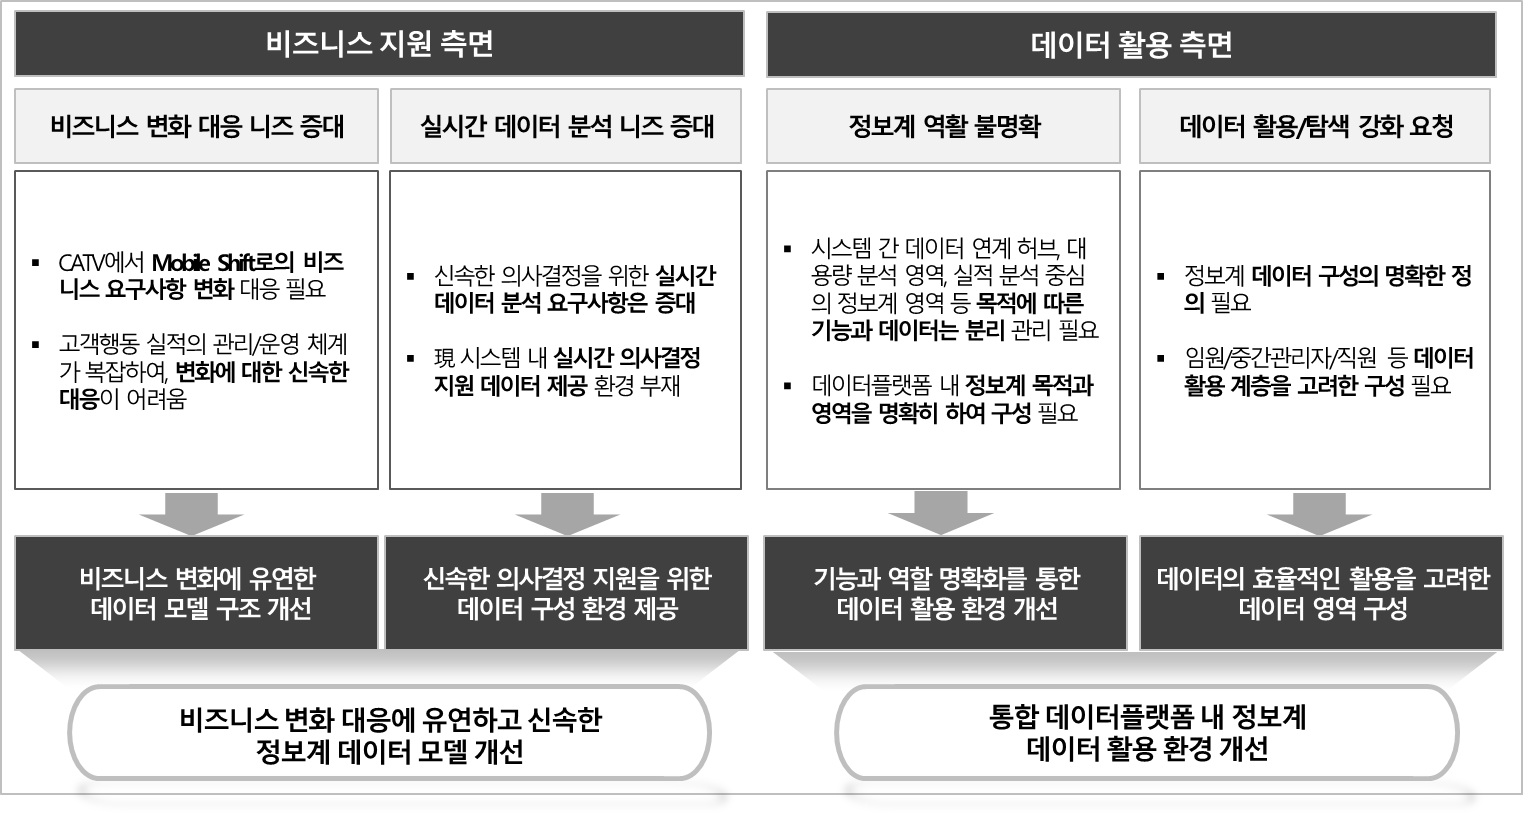 비즈니스 지원 측면
비즈니스 변화 대응 니즈 증대
실시간 데이터 분석 니즈 증대
▪ CATV에서 Mobile Shift로의 비즈
니스 요구사항 변화 대응 필요
▪ 고객행동 실적의 관리/운영 체계
가 복잡하여, 변화에 대한 신속한
대응이 어려움
▪ 신속한 의사결정을 위한 실시간
데이터 분석 요구사항은 증대
▪ 現 시스템 내 실시간 의사결정
지원 데이터 제공 환경 부재
비즈니스 변화에 유연한
데이터 모델 구조 개선
신속한 의사결정 지원을 위한
데이터 구성 환경 제공
비즈니스 변화 대응에 유연하고 신속한
정보계 데이터 모델 개선
데이터 활용 측면
정보계 역활 불명확
데이터 활용/탐색 강화 요청
▪ 시스템 간 데이터 연계 허브, 대
용량 분석 영역, 실적 분석 중심
의 정보계 영역 등 목적에 따른
기능과 데이터는 분리 관리 필요
▪ 데이터플랫폼 내 정보계 목적과
영역을 명확히 하여 구성 필요
▪ 정보계 데이터 구성의 명확한 정
의 필요
▪ 임원/중간관리자/직원 등 데이터
활용 계층을 고려한 구성 필요
기능과 역할 명확화를 통한
데이터 활용 환경 개선
데이터의 효율적인 활용을 고려한
데이터 영역 구성
통합 데이터플랫폼 내 정보계
데이터 활용 환경 개선